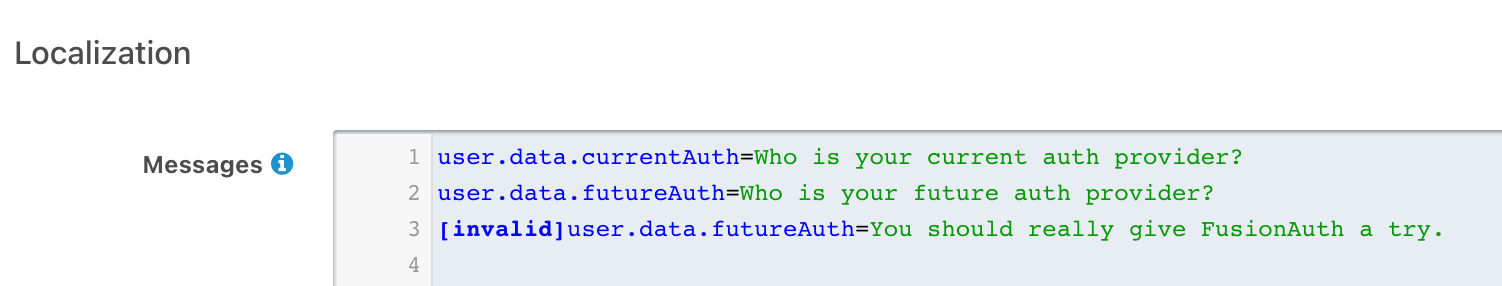 Localization
Messages
1 user.data.currentAuth=Who is your current auth provider?
2 user.data.futureAuth=Who is your future auth provider?
3 [invalid]user.data.futureAuth=You should really give FusionAuth a try.
4